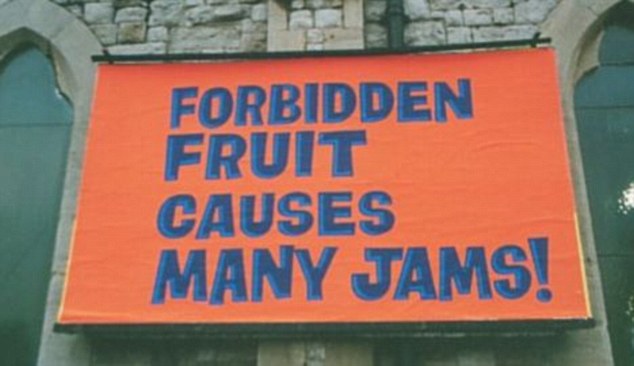 FORBIDDEN
FRUIT
CAUSES
MANY JAMS!